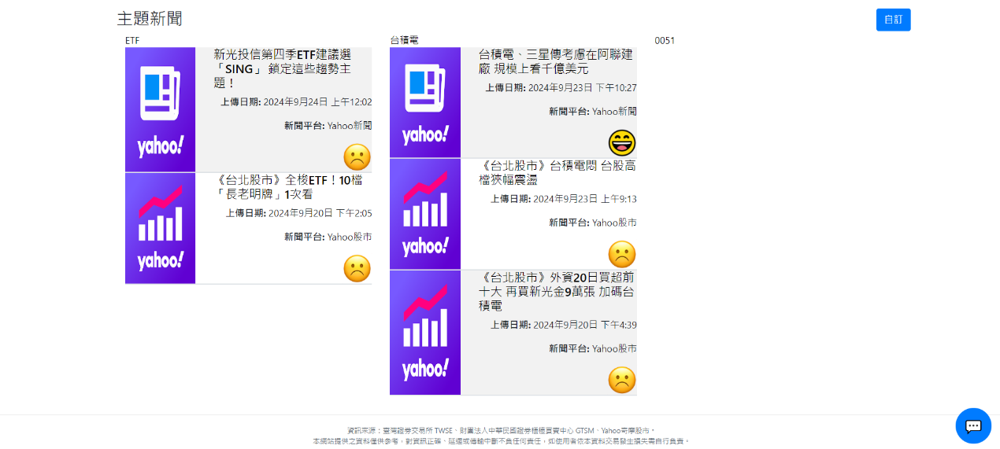 主題新聞
自訂
ETF
新光投信第四季ETF建議選
「SING」 鎖定這些趨勢主
題！
上傳日期: 2024年9月24日 上午12:02
新聞平台: Yahoo新聞
yahoo!
《台北股市》全梭ETF！10檔
「長老明牌」1次看
上傳日期: 2024年9月20日 下午2:05
新聞平台: Yahoo股市
yahoo!
台積電
台積電、三星傳考慮在阿聯建
廠 規模上看千億美元
上傳日期: 2024年9月23日 下午10:27
新聞平台: Yahoo新聞
yahoo!
《台北股市》台積電悶 台股高
檔狹幅震盪
上傳日期: 2024年9月23日 上午9:13
新聞平台: Yahoo股市
yahoo!
《台北股市》外資20日買超前
十大 再買新光金9萬張 加碼台
積電
上傳日期: 2024年9月20日 下午4:39
新聞平台: Yahoo股市
yahoo!
0051
資訊來源：臺灣證券交易所 TWSE、財團法人中華民國證券櫃檯買賣中心 GTSM、Yahoo奇摩股市。
本網站提供之資料僅供參考，對資訊正確、延遲或傳輸中斷不負任何責任，如使用者依本資料交易發生損失需自行負責。